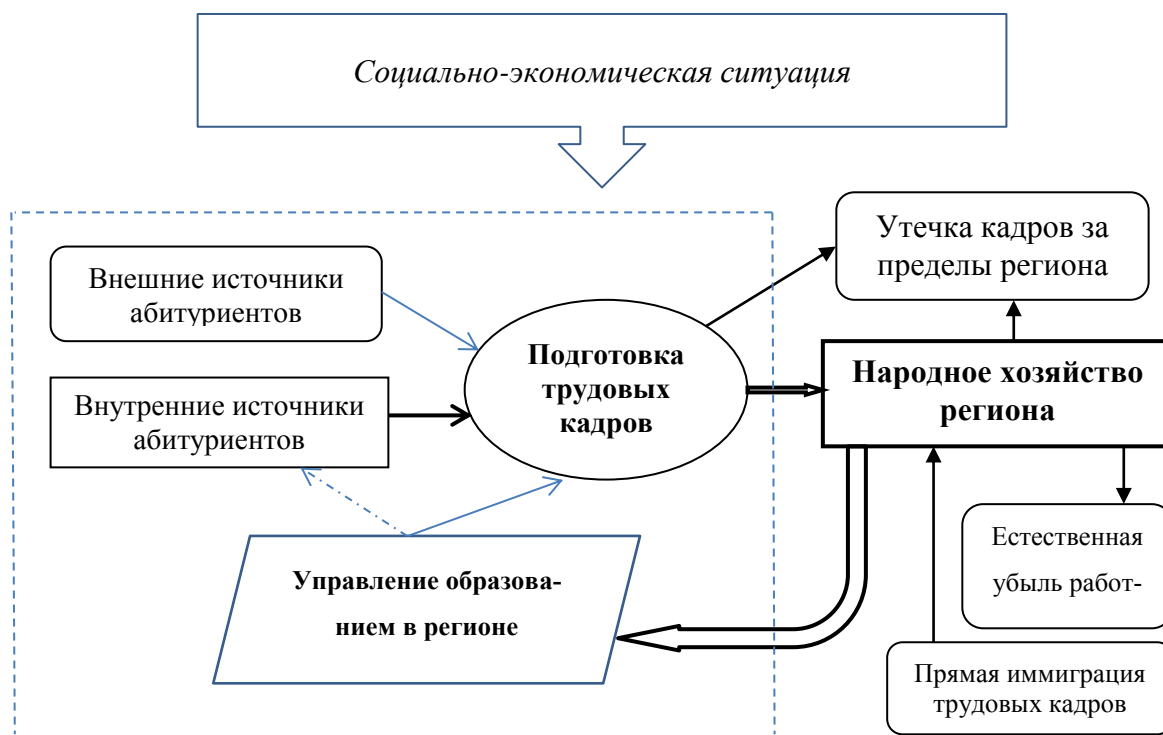 Социально-экономическая ситуация
Утечка кадров за
пределы региона
Внешние источники
абитуриентов
Подготовка
трудовых
кадров
Народное хозяйство
региона
Внутренние источники
абитуриентов
Управление образова-
нием в регионе
Естественная
убыль работ-
Прямая иммиграция
трудовых кадров